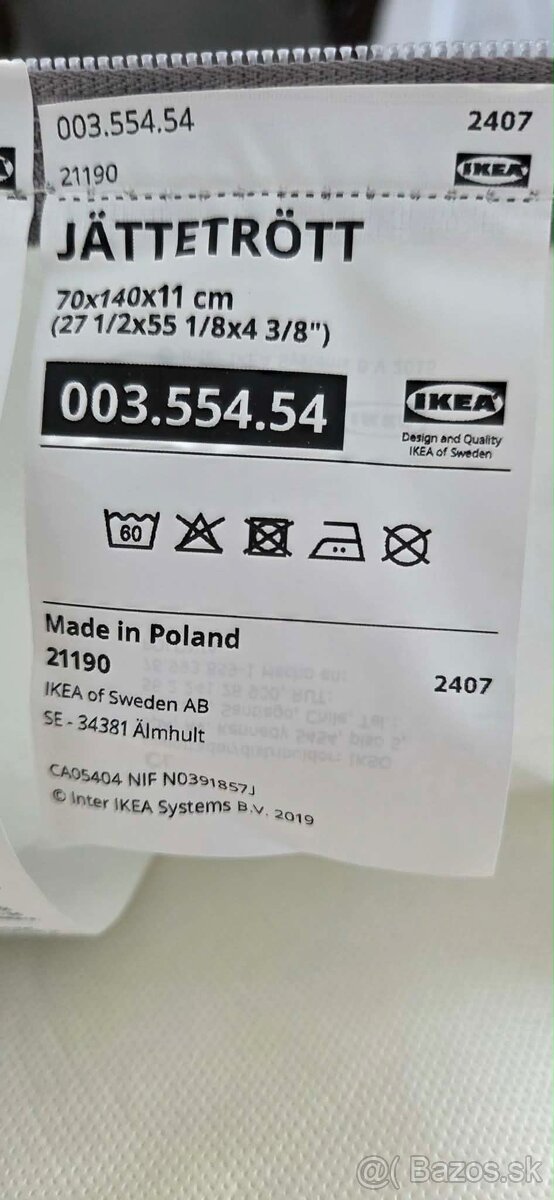 003.554.54 2407
21190 IKEA
JÄTTETRÖTT
70x140x11 cm
(27 1/2x55 1/8x4 3/8")
003.554.54 IKEA
Design and Quality
IKEA of Sweden
60
Made in Poland
21190 2407
IKEA of Sweden AB
SE - 34381 Älmhult
CA05404 NIF N0391857J
© Inter IKEA Systems B.V. 2019
@( Bazos.sk